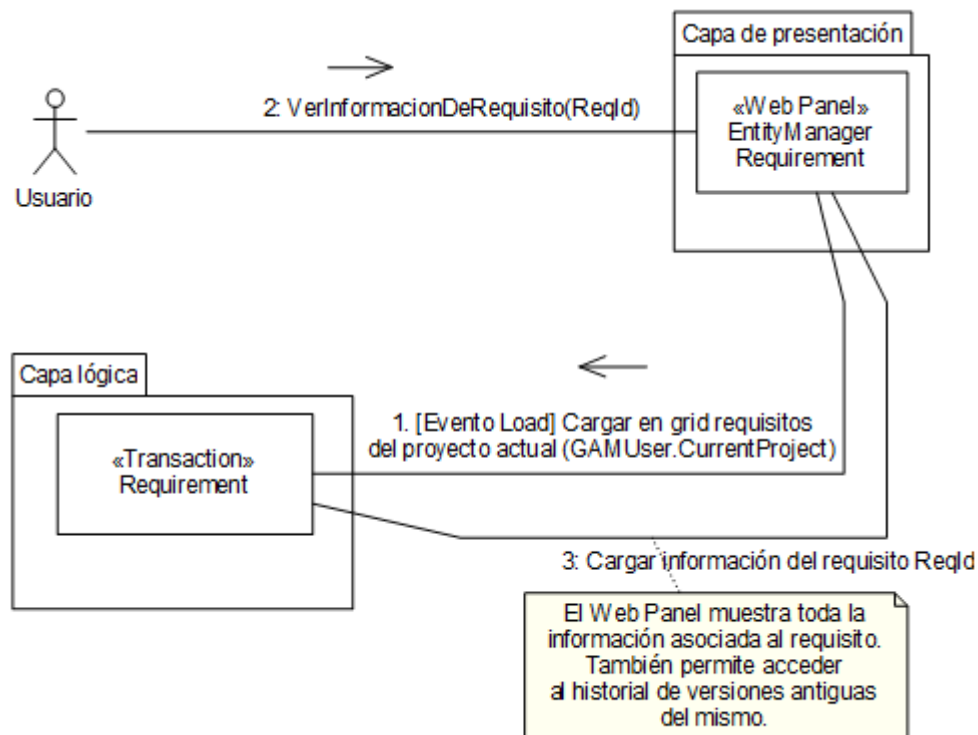 Capa de presentación
«Web Panel»
EntityManager
Requirement
2: VerInformacionDeRequisito(ReqId)
Usuario
Capa lógica
«Transaction»
Requirement
1. [Evento Load] Cargar en grid requisitos
del proyecto actual (GAMUser.CurrentProject)
3: Cargar información del requisito ReqId
El Web Panel muestra toda la
información asociada al requisito.
También permite acceder
al historial de versiones antiguas
del mismo.